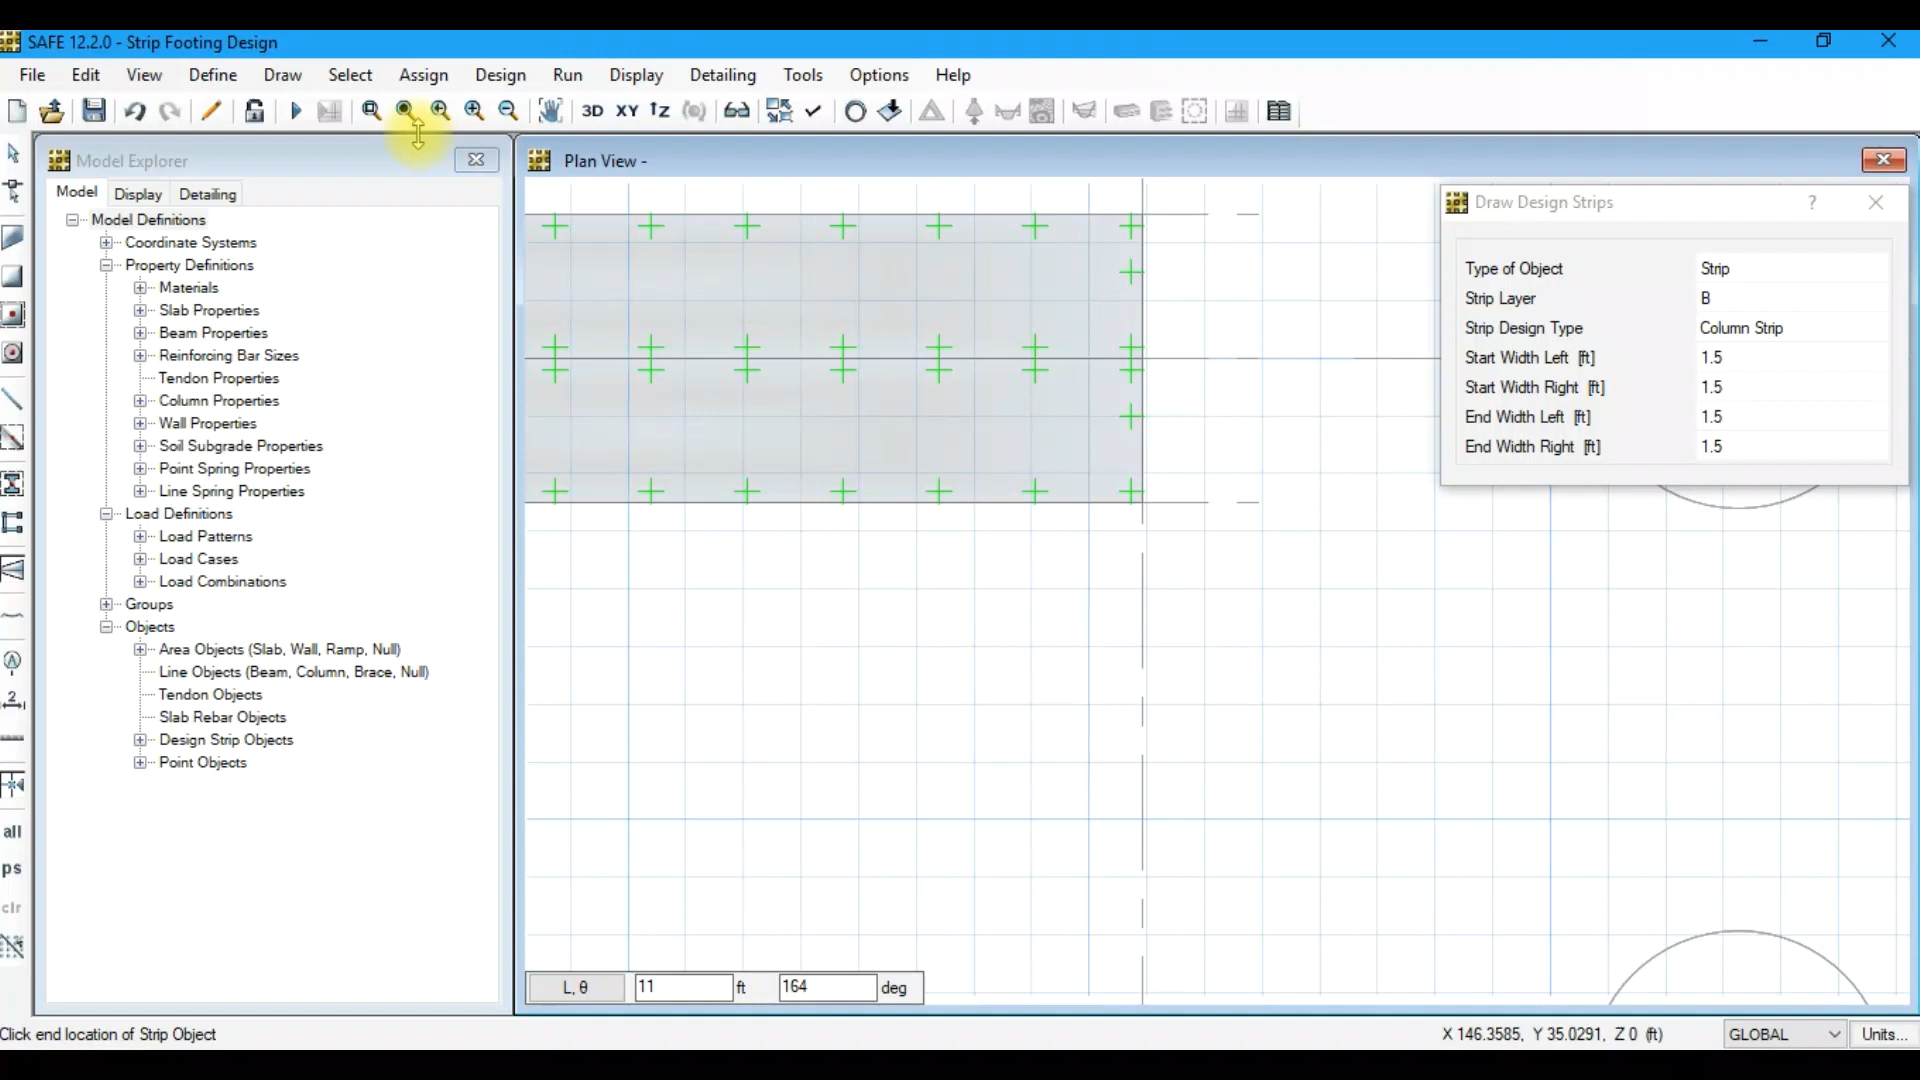 SAFE 12.2.0 - Strip Footing Design
File Edit View Define Draw Select Assign Design Run Display Detailing Tools Options Help
3D XY
Model Explorer
Plan View -
Model Display Detailing
Model Definitions
Coordinate Systems
Property Definitions
Materials
Slab Properties
Beam Properties
Reinforcing Bar Sizes
Tendon Properties
Column Properties
Wall Properties
Soil Subgrade Properties
Point Spring Properties
Line Spring Properties
Load Definitions
Load Patterns
Load Cases
Load Combinations
Groups
Objects
Area Objects (Slab, Wall, Ramp, Null)
Line Objects (Beam, Column, Brace, Null)
Tendon Objects
Slab Rebar Objects
Design Strip Objects
Point Objects
all
ps
clr
Draw Design Strips ?
Type of Object Strip
Strip Layer B
Strip Design Type Column Strip
Start Width Left [ft] 1.5
Start Width Right [ft] 1.5
End Width Left [ft] 1.5
End Width Right [ft] 1.5
L, θ 11 ft 164 deg
Click end location of Strip Object
X 146.3585, Y 35.0291, Z 0 (ft) GLOBAL Units...